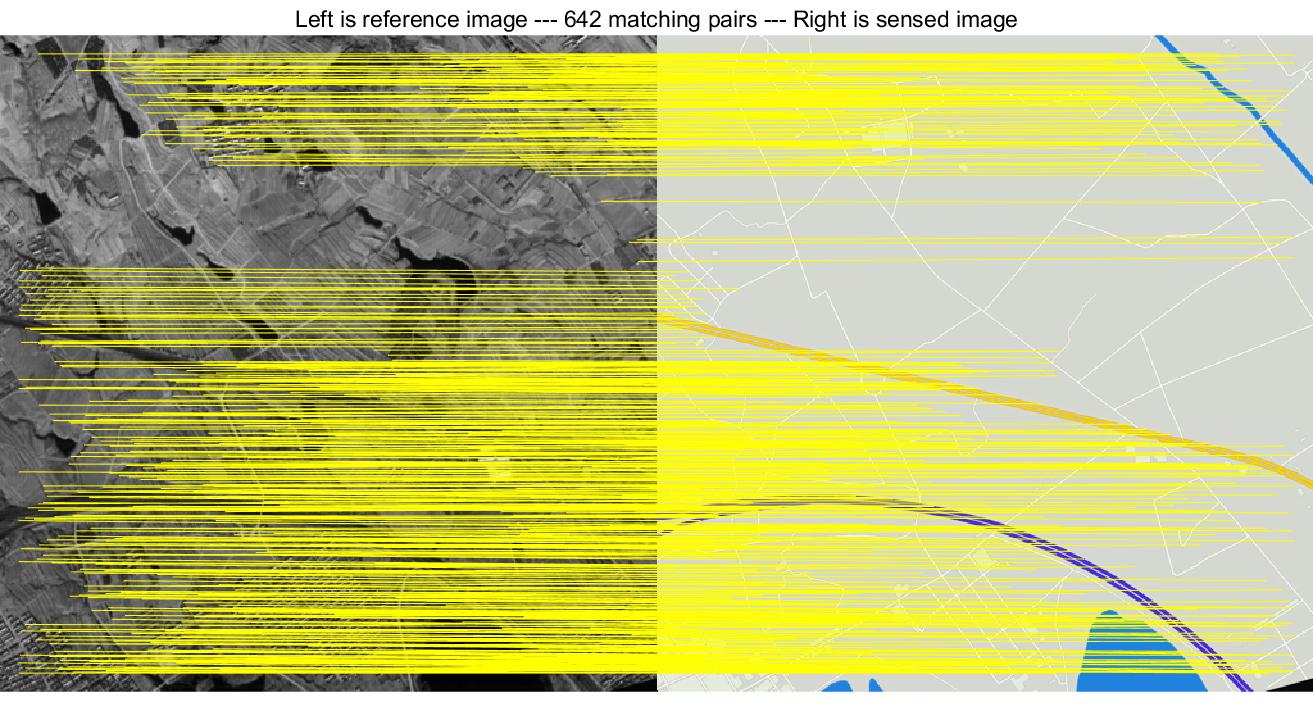 Left is reference image --- 642 matching pairs --- Right is sensed image